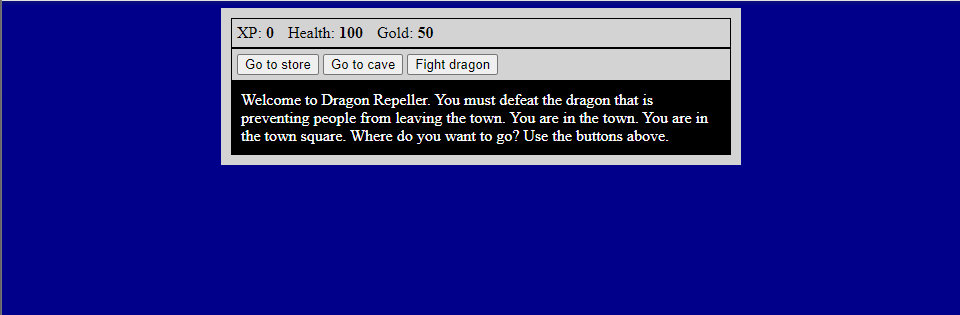 XP: 0 Health: 100 Gold: 50
Go to store Go to cave Fight dragon
Welcome to Dragon Repeller. You must defeat the dragon that is
preventing people from leaving the town. You are in the town. You are in
the town square. Where do you want to go? Use the buttons above.